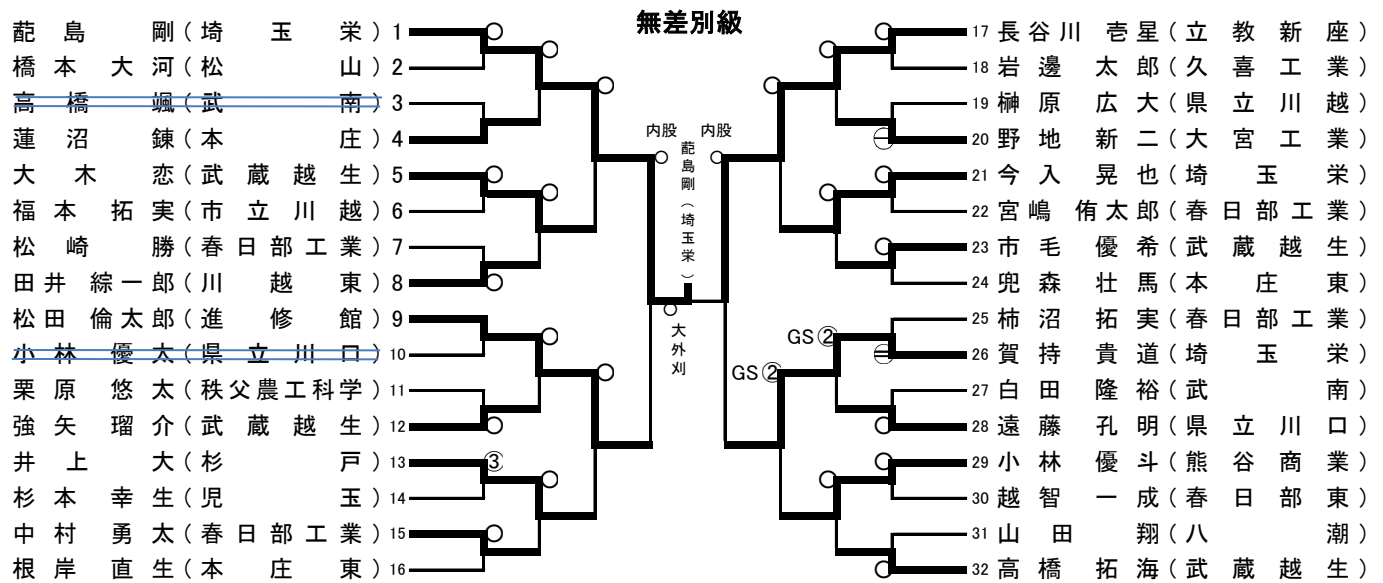 無差別級
蓜島 剛(埼玉栄) 1
橋本大河(松山) 2
高橋 颯(武南) 3
蓮沼 錬(本庄) 4
大木 恋(武蔵越生) 5
福本拓実(市立川越) 6
松崎 勝(春日部工業) 7
田井綜一郎(川越東) 8
松田倫太郎(進修館) 9
小林優太(県立川口) 10
栗原悠太(秩父農工科学) 11
強矢瑠介(武蔵越生) 12
井上 大(杉戸) 13
③
杉本幸生(児玉) 14
中村勇太(春日部工業) 15
根岸直生(本庄東) 16
内股
内股
蓜島剛(埼玉栄)
大外刈
17 長谷川壱星(立教新座)
18 岩邊太郎(久喜工業)
19 榊原広大(県立川越)
20 野地新二(大宮工業)
21 今入晃也(埼玉栄)
22 宮嶋侑太郎(春日部工業)
23 市毛優希(武蔵越生)
24 兜森壮馬(本庄東)
25 柿沼拓実(春日部工業)
GS②
26 賀持貴道(埼玉栄)
GS②
27 白田隆裕(武南)
28 遠藤孔明(県立川口)
29 小林優斗(熊谷商業)
30 越智一成(春日部東)
31 山田 翔(八潮)
32 高橋拓海(武蔵越生)